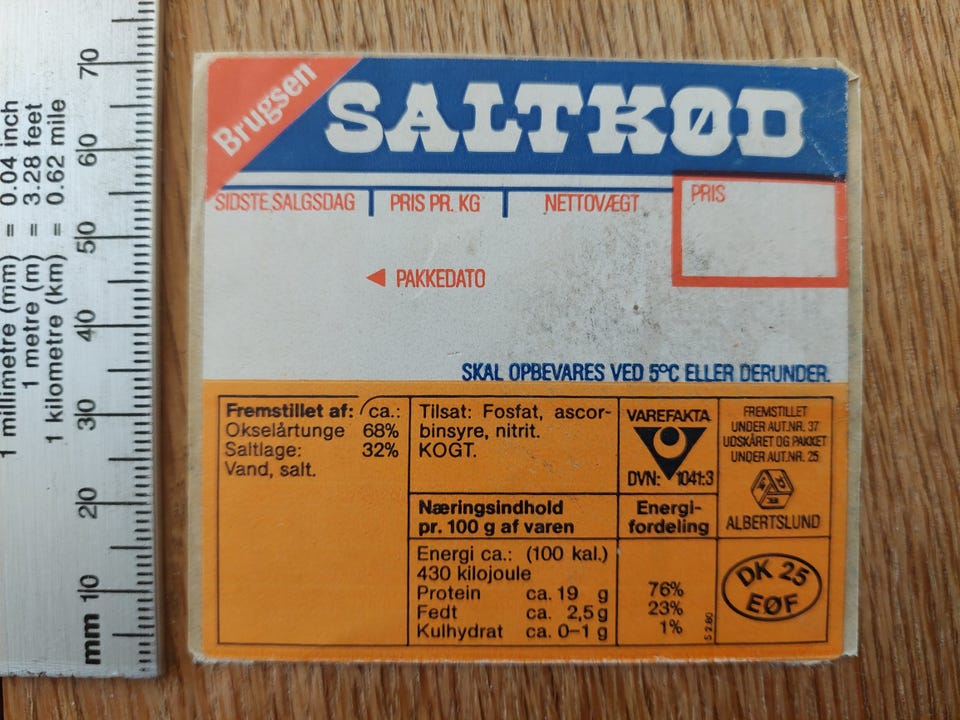 Brugsen
SALTKØD
SIDSTE SALGSDAG
PRIS PR. KG
NETTOVÆGT
PRIS
◀ PAKKEDATO
SKAL OPBEVARES VED 5°C ELLER DERUNDER.
Fremstillet af: ca.:
Okselårtunge 68%
Saltlage: 32%
Vand, salt.
Tilsat: Fosfat, ascor-
binsyre, nitrit.
KOGT.
VAREFAKTA
DVN: 1041:3
FREMSTILLET
UNDER AUT.NR. 37
UDSKÅRET OG PAKKET
UNDER AUT.NR. 25
ALBERTSLUND
Næringsindhold
pr. 100 g af varen
Energi-
fordeling
Energi ca.: (100 kal.)
430 kilojoule
Protein ca. 19 g 76%
Fedt ca. 2,5 g 23%
Kulhydrat ca. 0–1 g 1%
S 2.80
DK 25
EØF
1 millimetre (mm) = 0.04 inch
1 metre (m) = 3.28 feet
1 kilometre (km) = 0.62 mile
mm 10 20 30 40 50 60 70